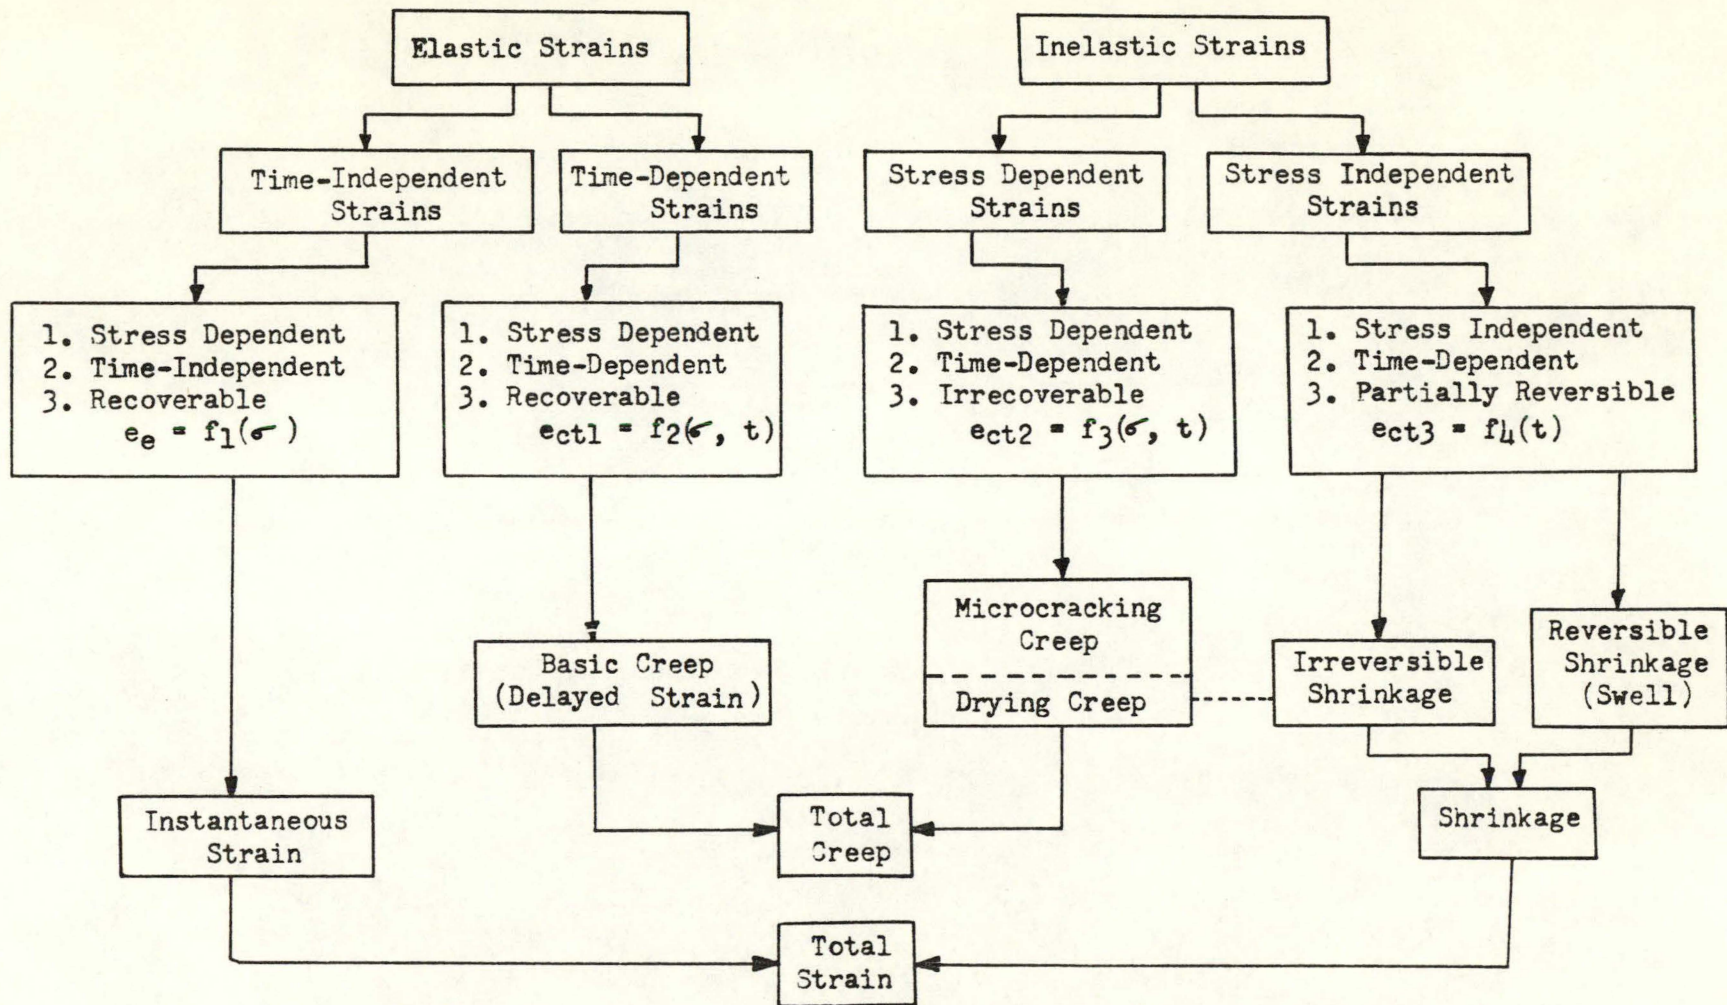 Elastic Strains
Inelastic Strains
Time-Independent
Strains
Time-Dependent
Strains
Stress Dependent
Strains
Stress Independent
Strains
1. Stress Dependent
2. Time-Independent
3. Recoverable
e_e = f_1(σ)
1. Stress Dependent
2. Time-Dependent
3. Recoverable
e_ct1 = f_2(σ, t)
1. Stress Dependent
2. Time-Dependent
3. Irrecoverable
e_ct2 = f_3(σ, t)
1. Stress Independent
2. Time-Dependent
3. Partially Reversible
e_ct3 = f_4(t)
Basic Creep
(Delayed Strain)
Microcracking
Creep
Drying Creep
Irreversible
Shrinkage
Reversible
Shrinkage
(Swell)
Instantaneous
Strain
Total
Creep
Shrinkage
Total
Strain